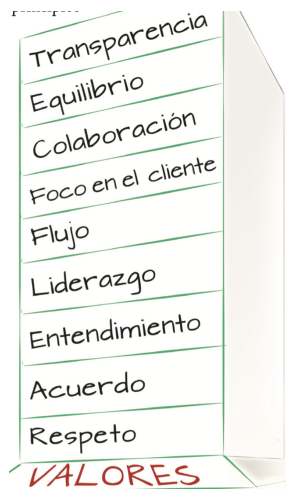 Transparencia
Equilibrio
Colaboración
Foco en el cliente
Flujo
Liderazgo
Entendimiento
Acuerdo
Respeto
VALORES